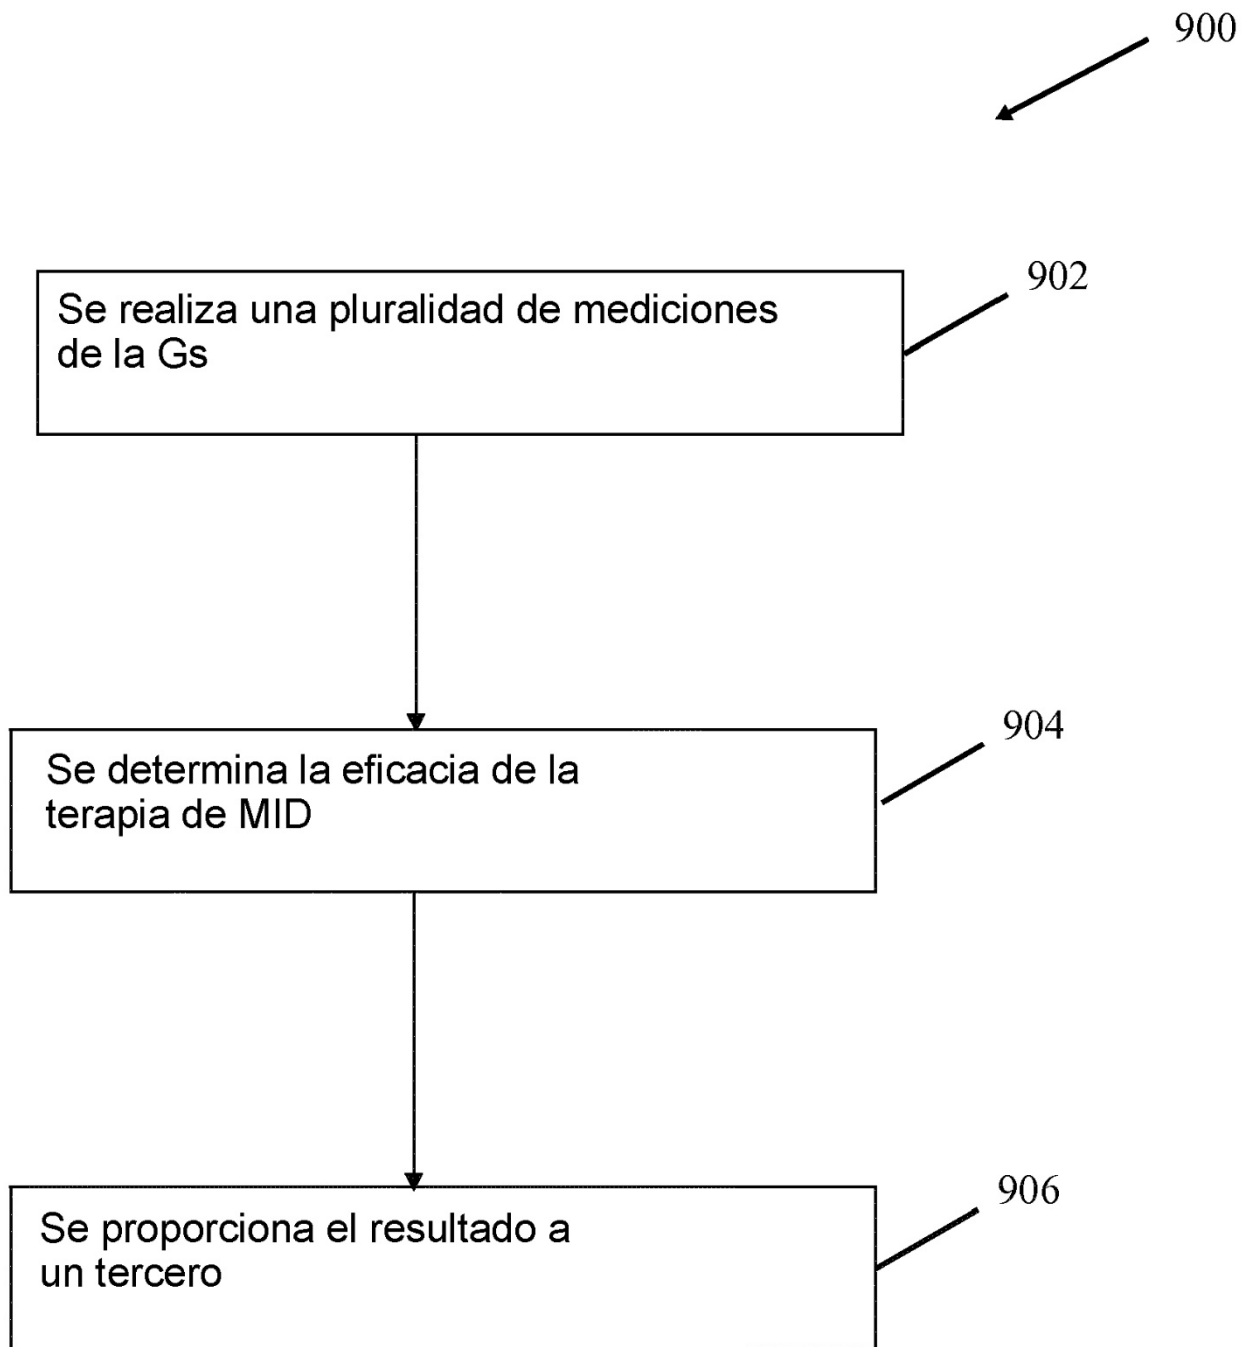 900
902
Se realiza una pluralidad de mediciones
de la Gs
904
Se determina la eficacia de la
terapia de MID
906
Se proporciona el resultado a
un tercero